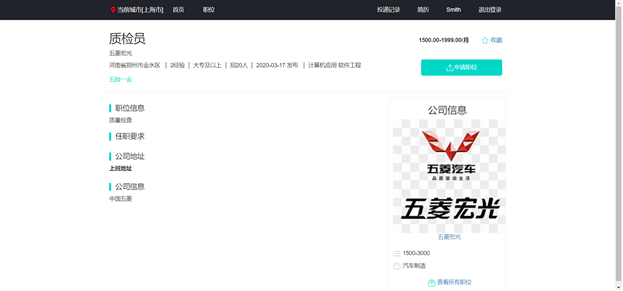 当前城市[上海市] 首页 职位 投递记录 简历 Smith 退出登录
质检员
1500.00-1999.00/月 收藏
五菱宏光
河南省郑州市金水区 | 2经验 | 大专及以上 | 招20人 | 2020-03-17 发布 | 计算机应用 软件工程
申请职位
五险一金
职位信息
质量检查
任职要求
公司地址
上班地址
公司信息
中国五菱
公司信息
五菱汽车
品质驱动生活
五菱宏光
五菱宏光
1500-3000
汽车制造
查看所有职位